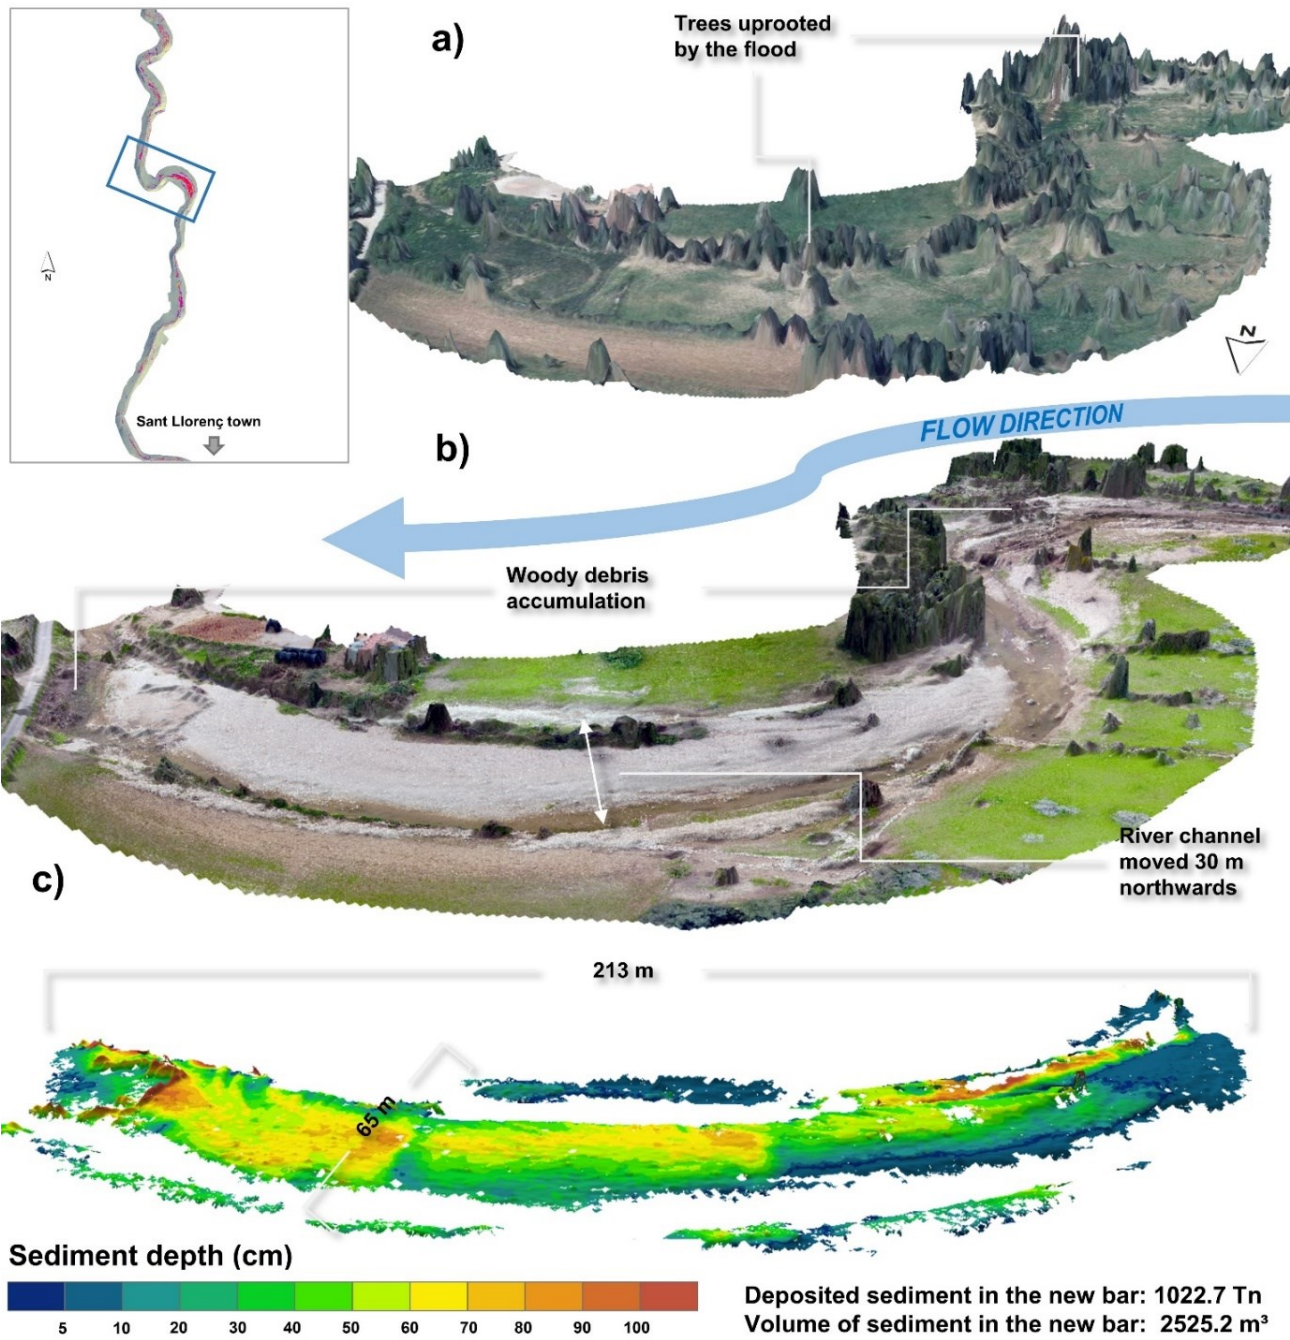 a)
Trees uprooted
by the flood
N
Sant Llorenç town
N
b)
FLOW DIRECTION
Woody debris
accumulation
River channel
moved 30 m
northwards
c)
213 m
65 m
Sediment depth (cm)
5 10 20 30 40 50 60 70 80 90 100
Deposited sediment in the new bar: 1022.7 Tn
Volume of sediment in the new bar: 2525.2 m³